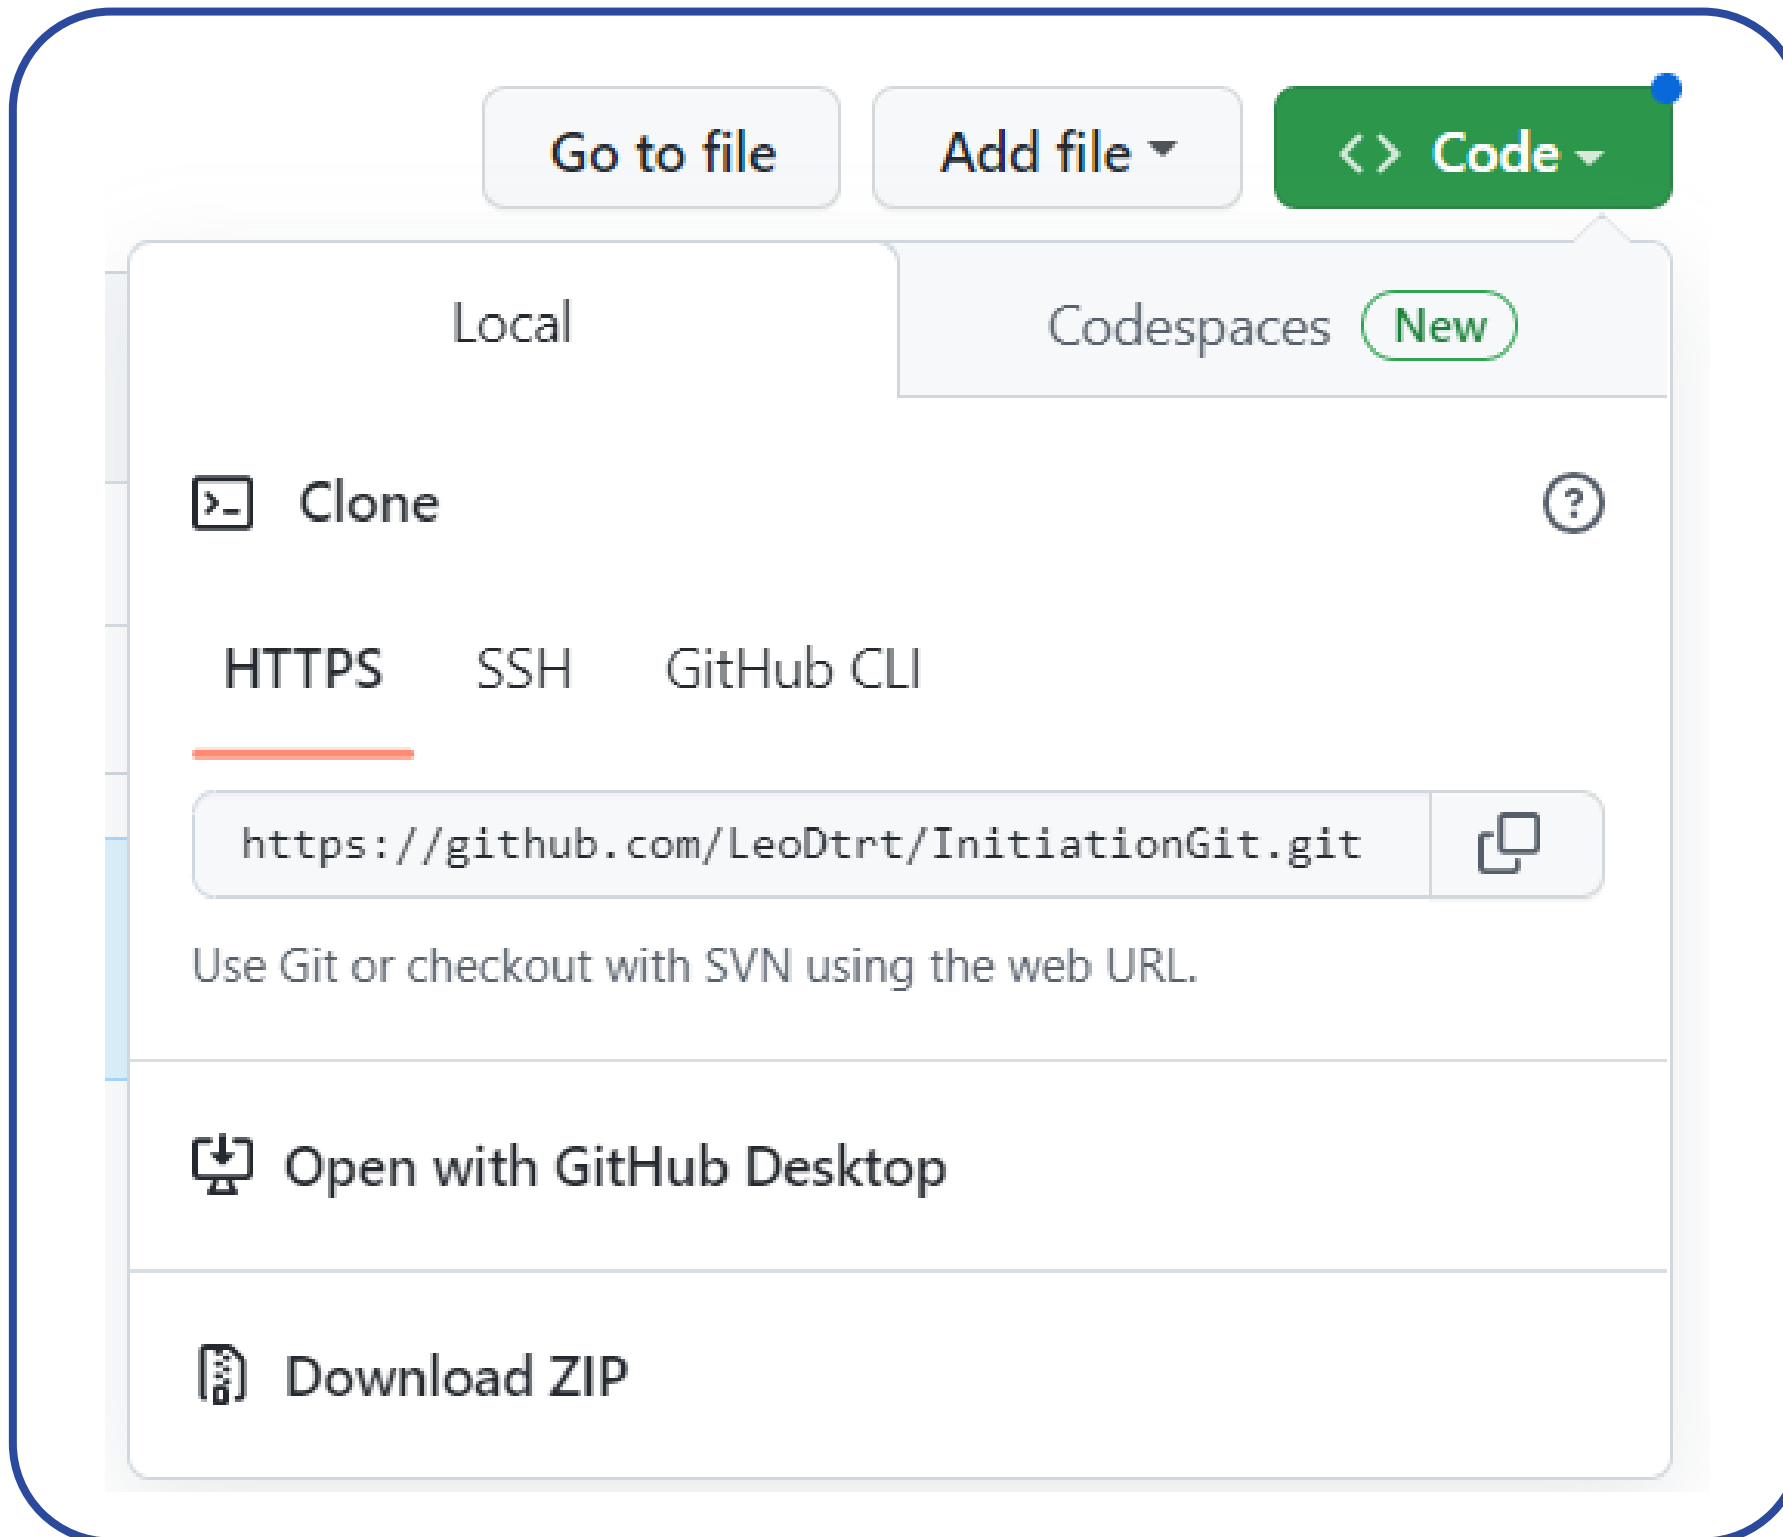 Go to file
Add file
Code
Local
Codespaces New
Clone
HTTPS SSH GitHub CLI
https://github.com/LeoDtrt/InitiationGit.git
Use Git or checkout with SVN using the web URL.
Open with GitHub Desktop
Download ZIP